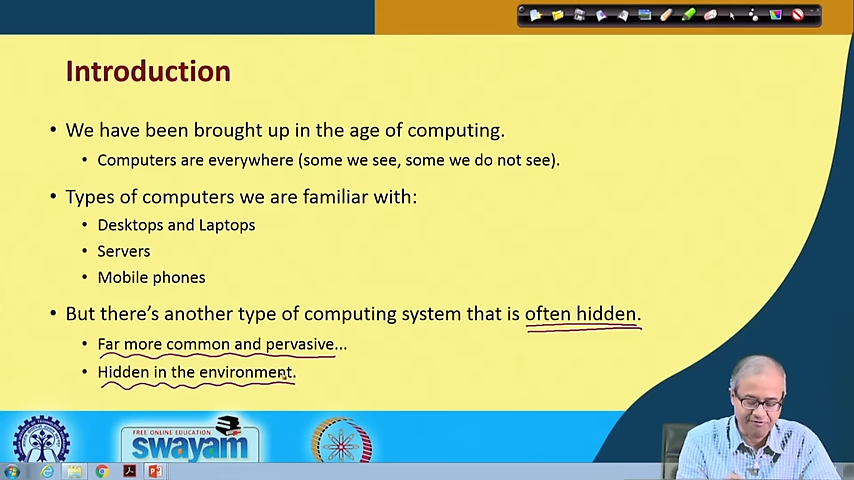 Introduction
• We have been brought up in the age of computing.
• Computers are everywhere (some we see, some we do not see).
• Types of computers we are familiar with:
• Desktops and Laptops
• Servers
• Mobile phones
• But there's another type of computing system that is often hidden.
• Far more common and pervasive...
• Hidden in the environment.
FREE ONLINE EDUCATION
swayam